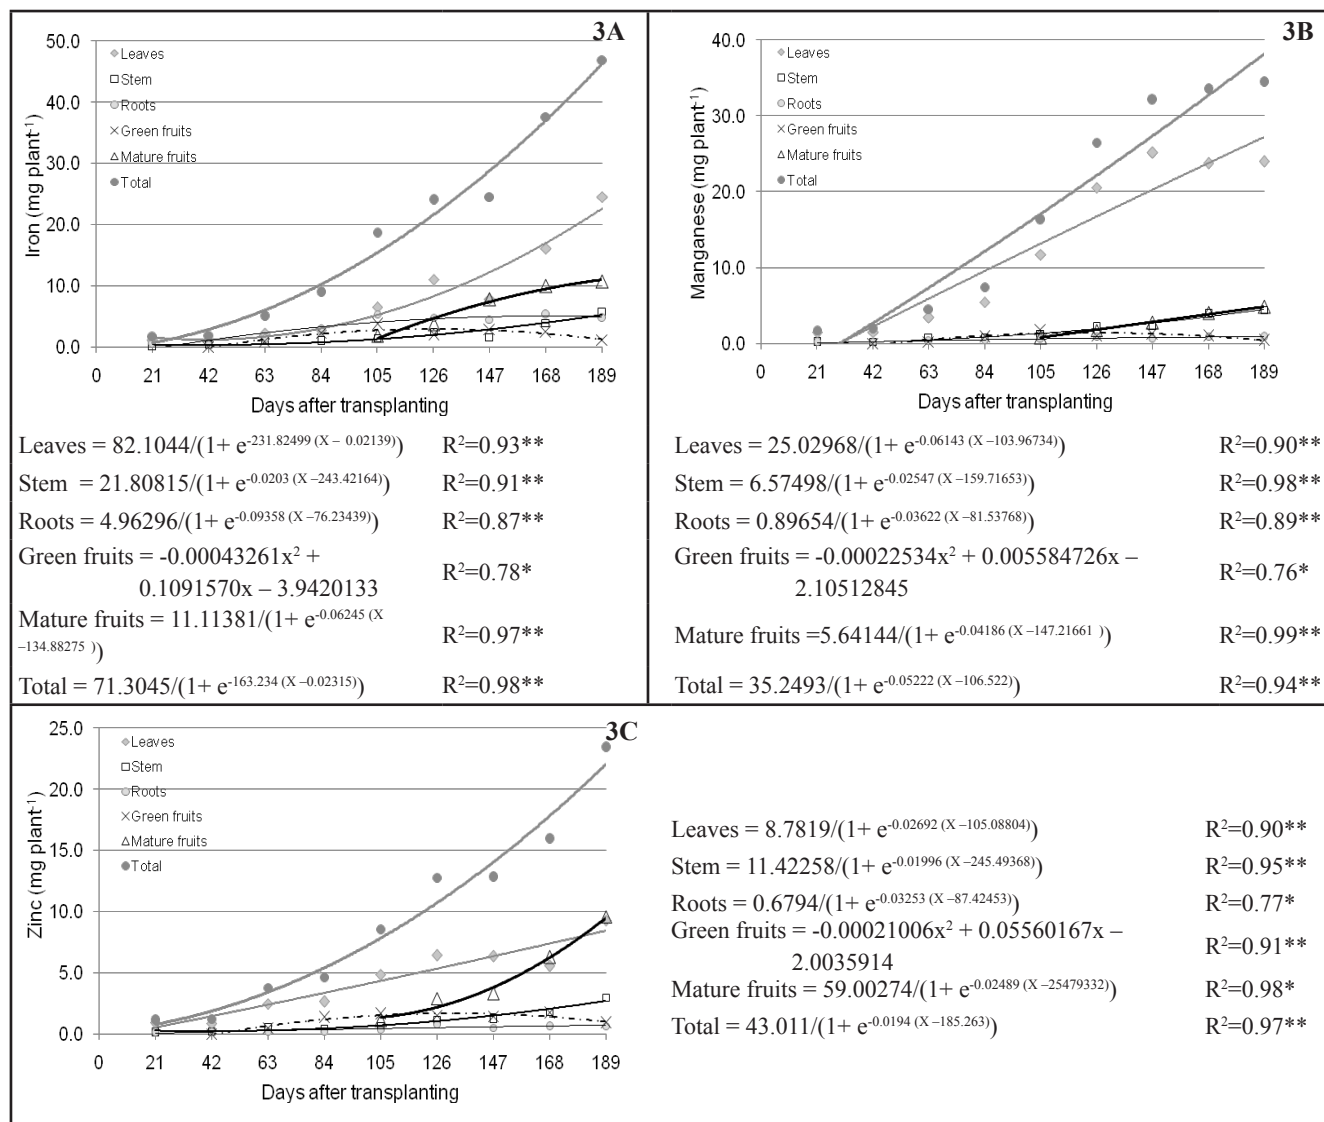 3A
50.0
40.0
30.0
20.0
10.0
0.0
Iron (mg plant⁻¹)
Leaves
Stem
Roots
Green fruits
Mature fruits
Total
0 21 42 63 84 105 126 147 168 189
Days after transplanting
Leaves = 82.1044/(1+ e^-231.82499 (X – 0.02139)) R²=0.93**
Stem = 21.80815/(1+ e^-0.0203 (X –243.42164)) R²=0.91**
Roots = 4.96296/(1+ e^-0.09358 (X –76.23439)) R²=0.87**
Green fruits = -0.00043261x² +
0.1091570x – 3.9420133 R²=0.78*
Mature fruits = 11.11381/(1+ e^-0.06245 (X
–134.88275 )) R²=0.97**
Total = 71.3045/(1+ e^-163.234 (X –0.02315)) R²=0.98**
3B
40.0
30.0
20.0
10.0
0.0
Manganese (mg plant⁻¹)
Leaves
Stem
Roots
Green fruits
Mature fruits
Total
0 21 42 63 84 105 126 147 168 189
Days after transplanting
Leaves = 25.02968/(1+ e^-0.06143 (X –103.96734)) R²=0.90**
Stem = 6.57498/(1+ e^-0.02547 (X –159.71653)) R²=0.98**
Roots = 0.89654/(1+ e^-0.03622 (X –81.53768)) R²=0.89**
Green fruits = -0.00022534x² + 0.005584726x –
2.10512845 R²=0.76*
Mature fruits =5.64144/(1+ e^-0.04186 (X –147.21661 )) R²=0.99**
Total = 35.2493/(1+ e^-0.05222 (X –106.522)) R²=0.94**
3C
25.0
20.0
15.0
10.0
5.0
0.0
Zinc (mg plant⁻¹)
Leaves
Stem
Roots
Green fruits
Mature fruits
Total
0 21 42 63 84 105 126 147 168 189
Days after transplanting
Leaves = 8.7819/(1+ e^-0.02692 (X –105.08804)) R²=0.90**
Stem = 11.42258/(1+ e^-0.01996 (X –245.49368)) R²=0.95**
Roots = 0.6794/(1+ e^-0.03253 (X –87.42453)) R²=0.77*
Green fruits = -0.00021006x² + 0.05560167x –
2.0035914 R²=0.91**
Mature fruits = 59.00274/(1+ e^-0.02489 (X –25479332)) R²=0.98*
Total = 43.011/(1+ e^-0.0194 (X –185.263)) R²=0.97**